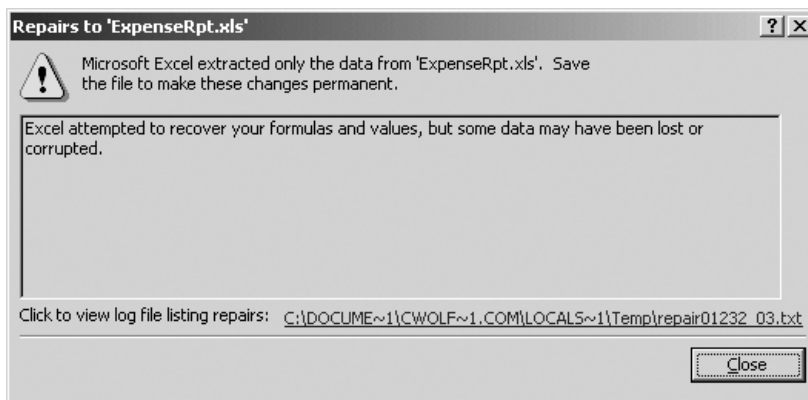 Repairs to 'ExpenseRpt.xls'
Microsoft Excel extracted only the data from 'ExpenseRpt.xls'. Save
the file to make these changes permanent.
Excel attempted to recover your formulas and values, but some data may have been lost or
corrupted.
Click to view log file listing repairs: C:\DOCUME~1\CWOLF~1.COM\LOCALS~1\Temp\repair01232_03.txt
Close